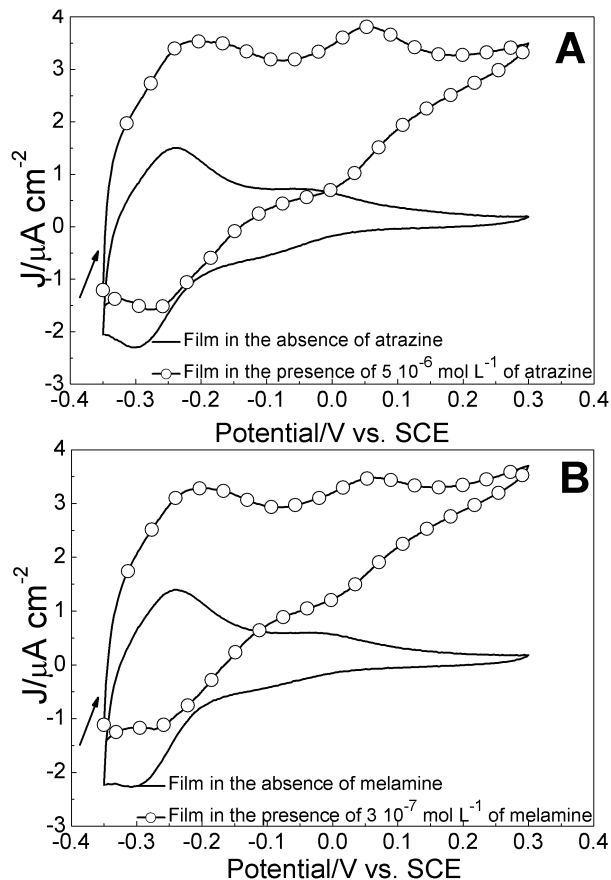 A
4
3
2
1
0
-1
-2
-3
J/µA cm-2
Film in the absence of atrazine
Film in the presence of 5 10-6 mol L-1 of atrazine
-0.4 -0.3 -0.2 -0.1 0.0 0.1 0.2 0.3 0.4
Potential/V vs. SCE
B
4
3
2
1
0
-1
-2
-3
J/µA cm-2
Film in the absence of melamine
Film in the presence of 3 10-7 mol L-1 of melamine
-0.4 -0.3 -0.2 -0.1 0.0 0.1 0.2 0.3 0.4
Potential/V vs. SCE